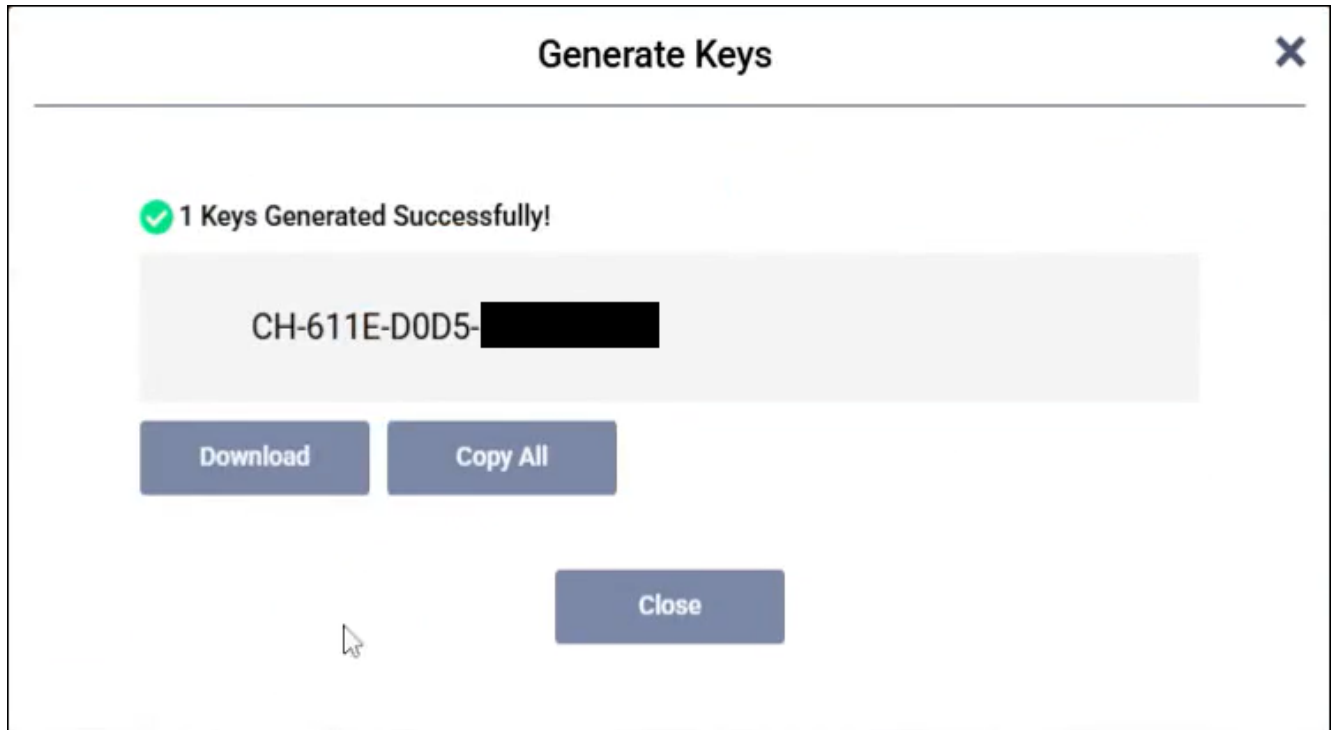 Generate Keys
1 Keys Generated Successfully!
CH-611E-D0D5-
Download
Copy All
Close